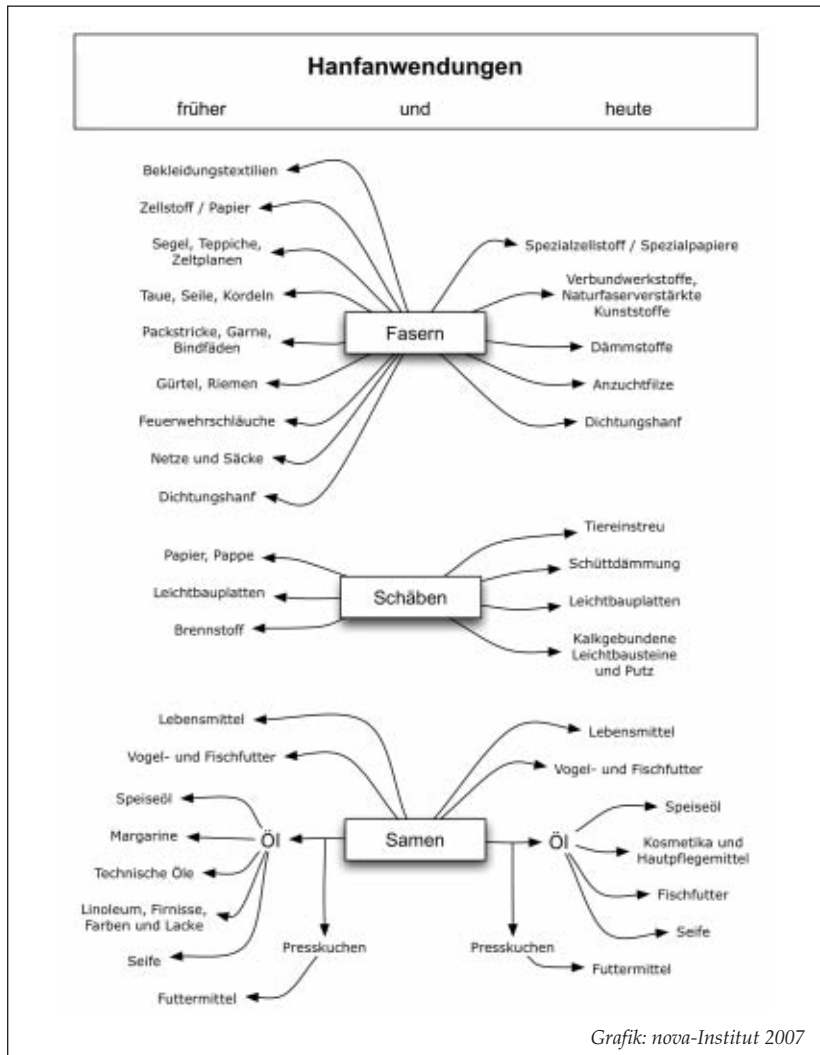 Hanfanwendungen
früher und heute
Bekleidungstextilien
Zellstoff / Papier
Segel, Teppiche,
Zeltplanen
Taue, Seile, Kordeln
Packstricke, Garne,
Bindfäden
Gürtel, Riemen
Feuerwehrschläuche
Netze und Säcke
Dichtungshanf
Fasern
Spezialzellstoff / Spezialpapiere
Verbundwerkstoffe,
Naturfaserverstärkte
Kunststoffe
Dämmstoffe
Anzuchtfilze
Dichtungshanf
Papier, Pappe
Leichtbauplatten
Brennstoff
Schäben
Tiereinstreu
Schüttdämmung
Leichtbauplatten
Kalkgebundene
Leichtbausteine
und Putz
Lebensmittel
Vogel- und Fischfutter
Speiseöl
Margarine
Technische Öle
Linoleum, Firnisse,
Farben und Lacke
Seife
Öl
Presskuchen
Futtermittel
Samen
Lebensmittel
Vogel- und Fischfutter
Öl
Speiseöl
Kosmetika und
Hautpflegemittel
Fischfutter
Seife
Presskuchen
Futtermittel
Grafik: nova-Institut 2007